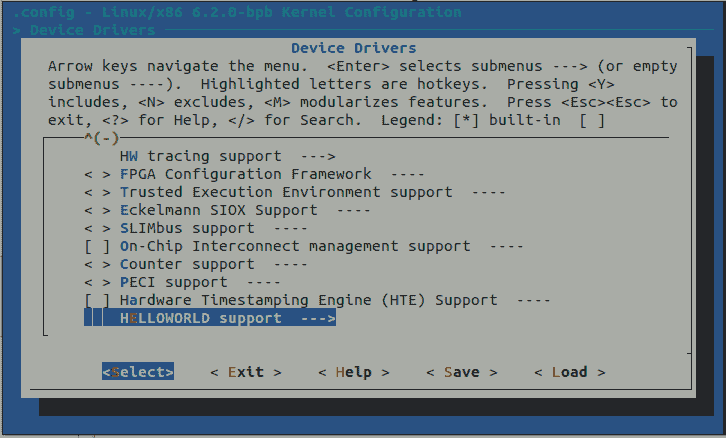 .config - Linux/x86 6.2.0-bpb Kernel Configuration
> Device Drivers
Device Drivers
Arrow keys navigate the menu.  <Enter> selects submenus ---> (or empty
submenus ----).  Highlighted letters are hotkeys.  Pressing <Y>
includes, <N> excludes, <M> modularizes features.  Press <Esc><Esc> to
exit, <?> for Help, </> for Search.  Legend: [*] built-in  [ ]
^(-)
HW tracing support  --->
< > FPGA Configuration Framework  ----
< > Trusted Execution Environment support  ----
< > Eckelmann SIOX Support  ----
< > SLIMbus support  ----
[ ] On-Chip Interconnect management support  ----
< > Counter support  ----
< > PECI support  ----
[ ] Hardware Timestamping Engine (HTE) Support  ----
HELLOWORLD support  --->
<Select>    < Exit >    < Help >    < Save >    < Load >